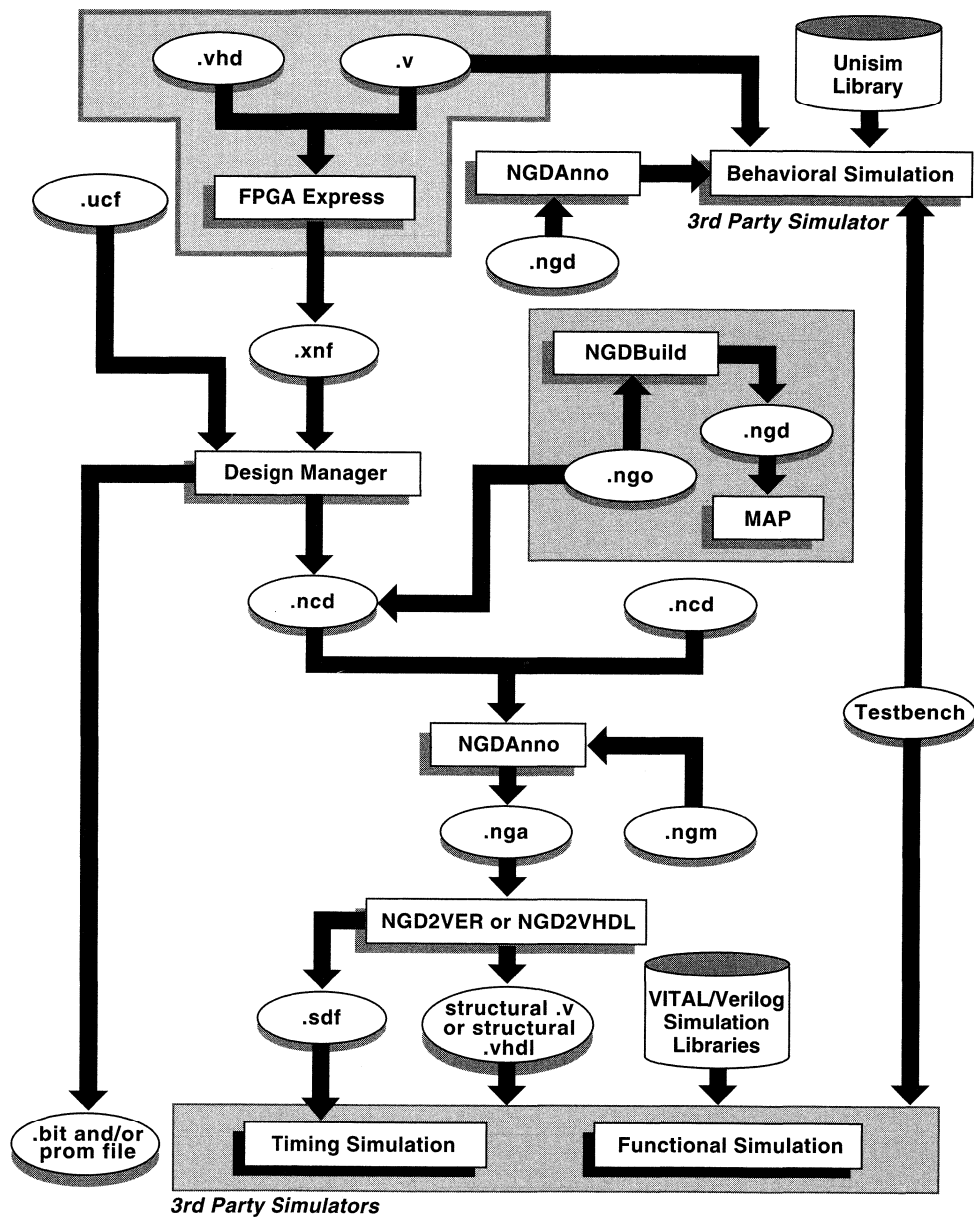 .vhd
.v
Unisim
Library
FPGA Express
NGDAnno
Behavioral Simulation
3rd Party Simulator
.ucf
.ngd
.xnf
NGDBuild
.ngd
Design Manager
.ngo
MAP
.ncd
.ncd
Testbench
NGDAnno
.nga
.ngm
NGD2VER or NGD2VHDL
.sdf
structural .v
or structural
.vhdl
VITAL/Verilog
Simulation
Libraries
.bit and/or
prom file
Timing Simulation
Functional Simulation
3rd Party Simulators